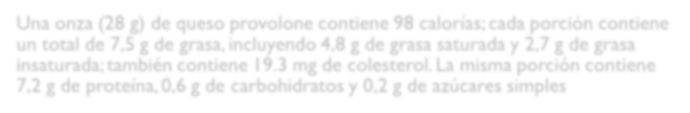 Una onza (28 g) de queso provolone contiene 98 calorías; cada porción contiene
un total de 7,5 g de grasa, incluyendo 4,8 g de grasa saturada y 2,7 g de grasa
insaturada; también contiene 19.3 mg de colesterol. La misma porción contiene
7,2 g de proteína, 0,6 g de carbohidratos y 0,2 g de azúcares simples